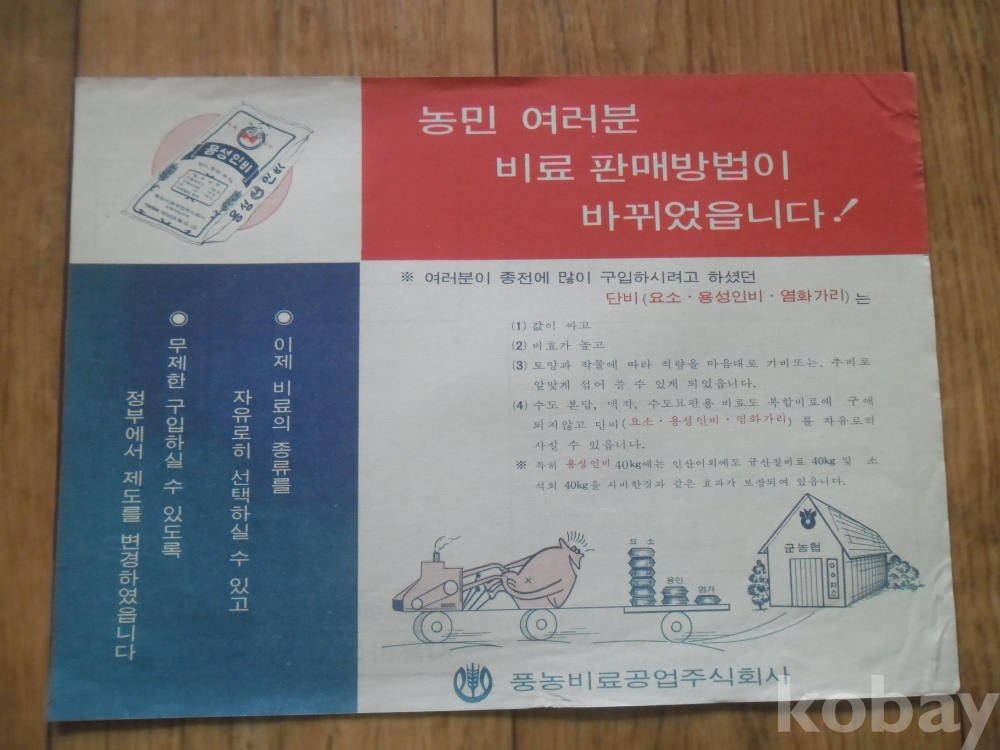 농민 여러분
비료 판매방법이
바뀌었읍니다!
용성인비
용성인비
※ 여러분이 종전에 많이 구입하시려고 하셨던
단비(요소·용성인비·염화가리)는
(1) 값이 싸고
(2) 비효가 높고
(3) 토양과 작물에 따라 적량을 마음대로 기비또는, 추비로
알맞게 섞어 쓸 수 있게 되었읍니다.
(4) 수도 본답, 맥작, 수도묘판용 비료도 복합비료에 구애
되지않고 단비(요소·용성인비·염화가리)를 자유로히
사실 수 있읍니다.
※ 특히 용성인비 40kg에는 인산이외에도 규산질비료 40kg 및 소
석회 40kg을 시비한것과 같은 효과가 보장되여 있읍니다.
● 이제 비료의 종류를
자유로히 선택하실 수 있고
● 무제한 구입하실 수 있도록
정부에서 제도를 변경하였읍니다
요소
용인
염가
군농협
풍농비료공업주식회사
kobay